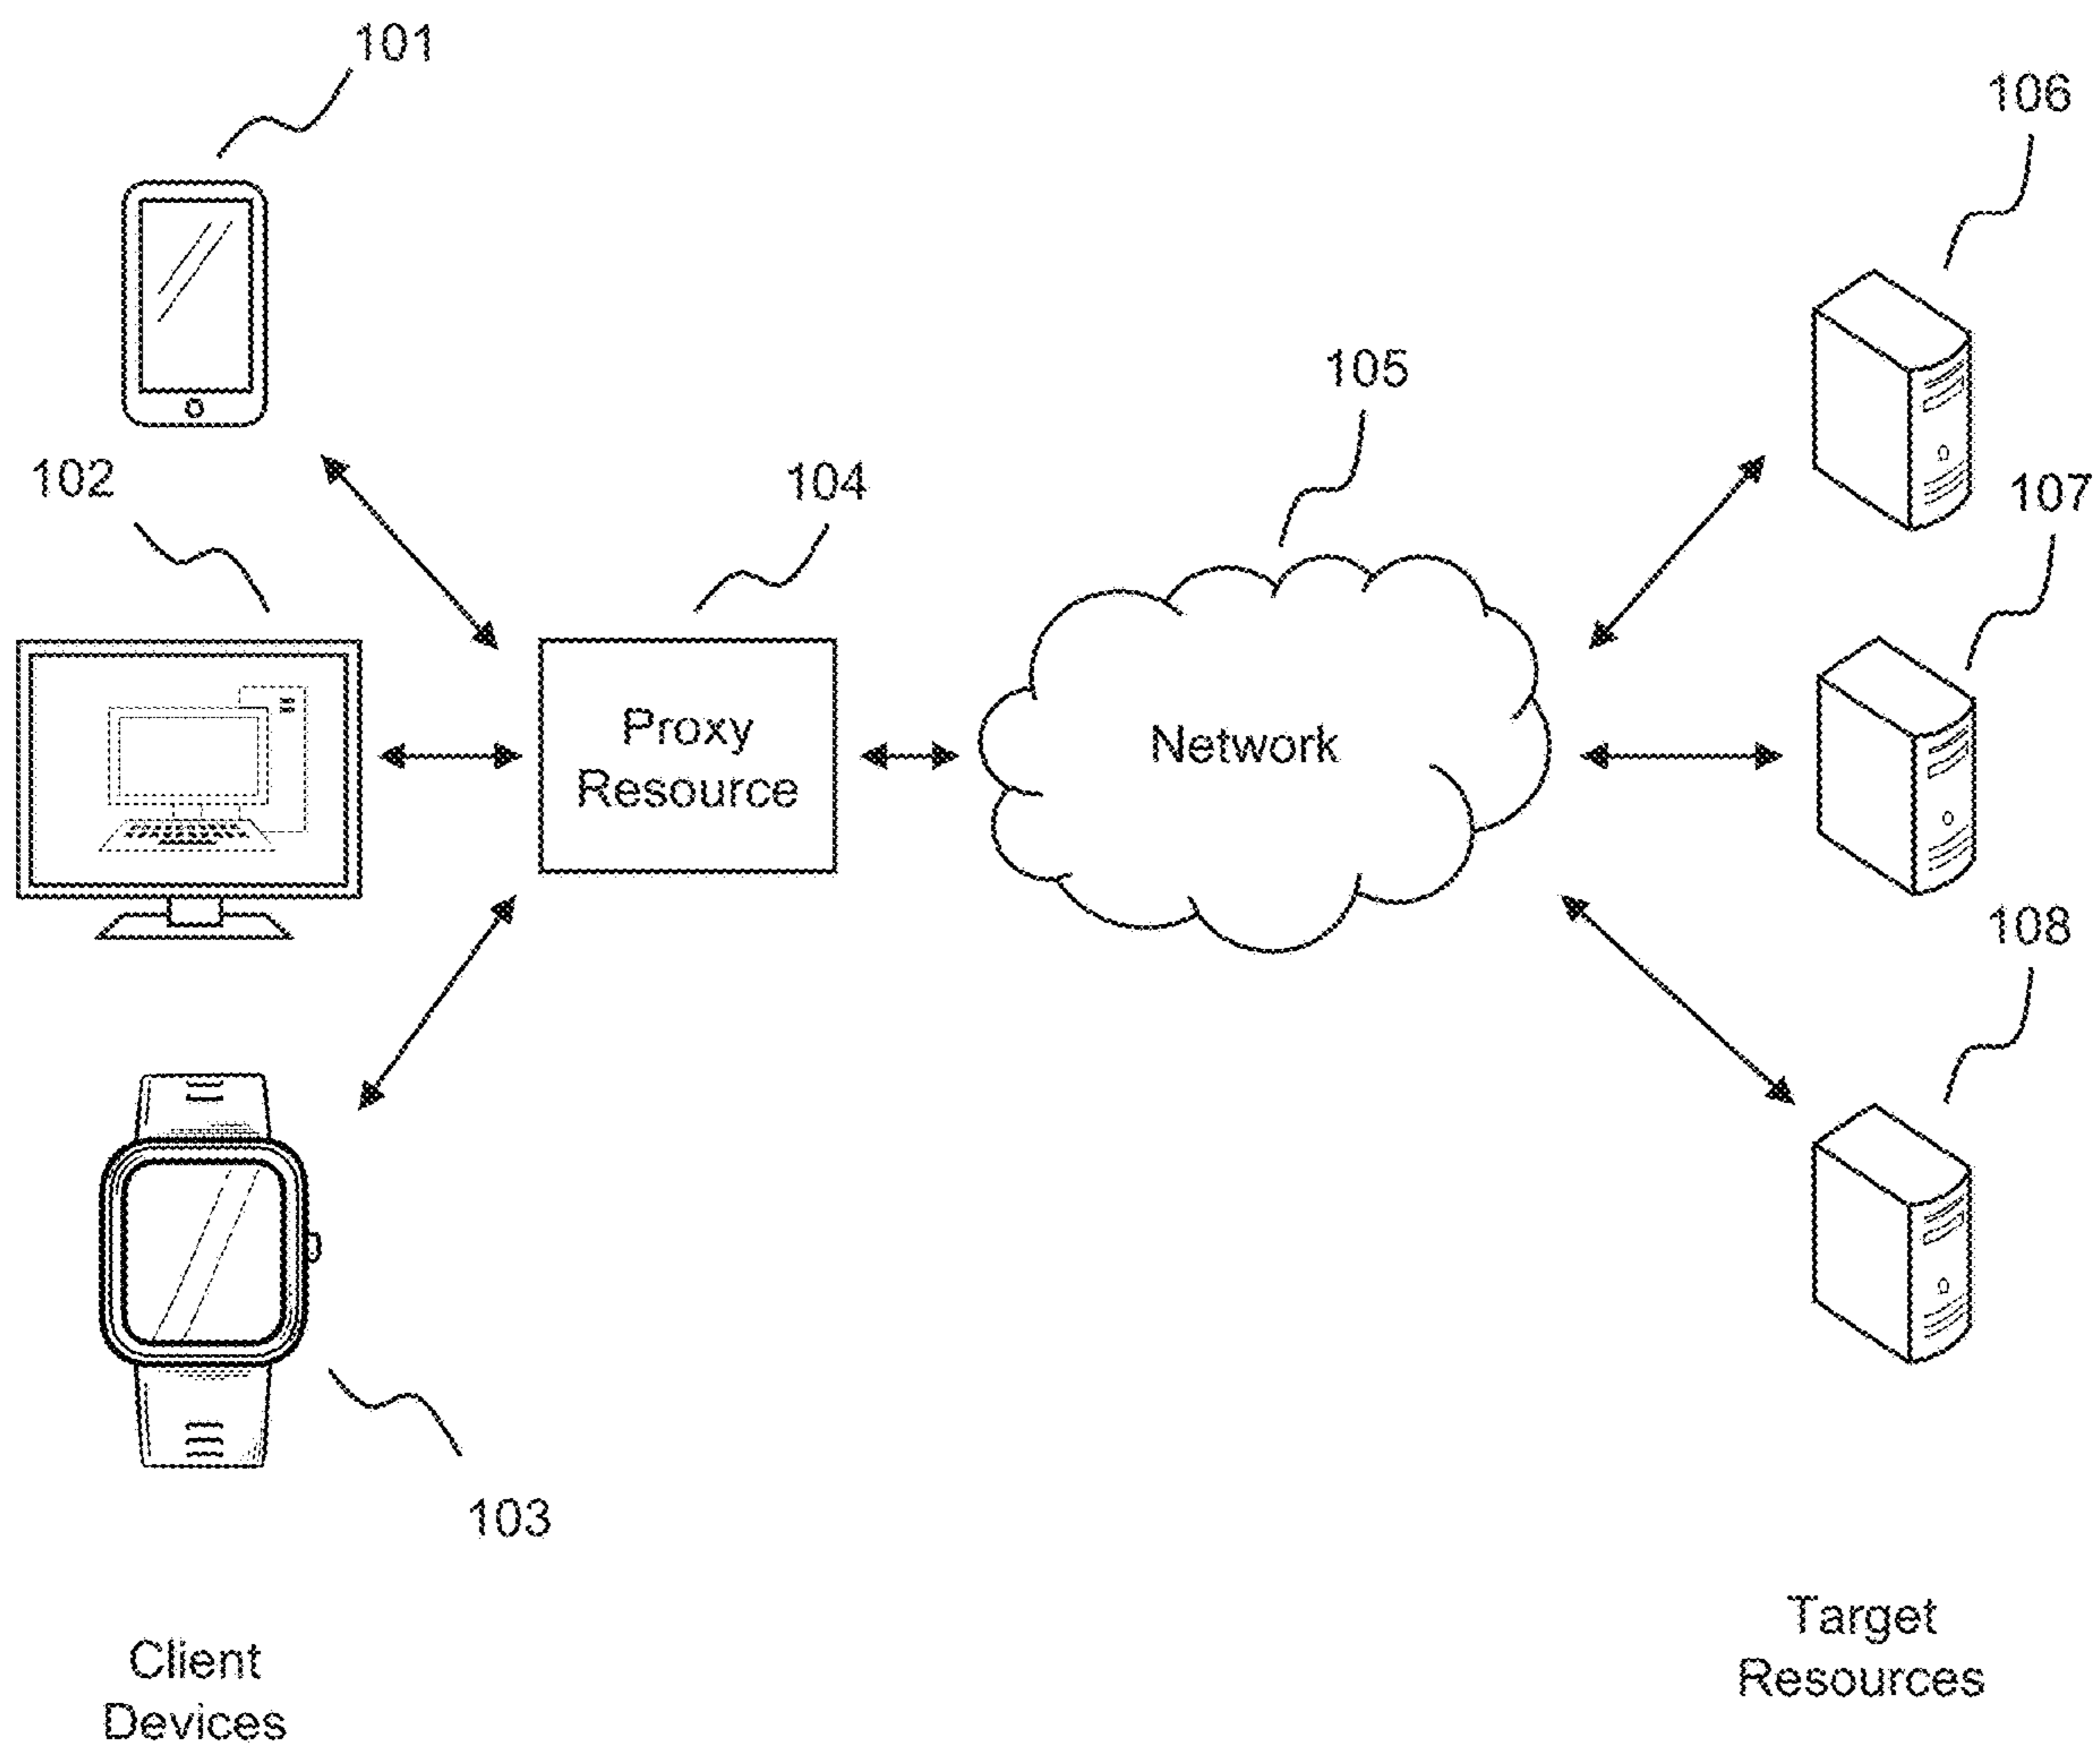 101
106
105
102
104
107
Proxy
Resource
Network
108
103
Target
Resources
Client
Devices